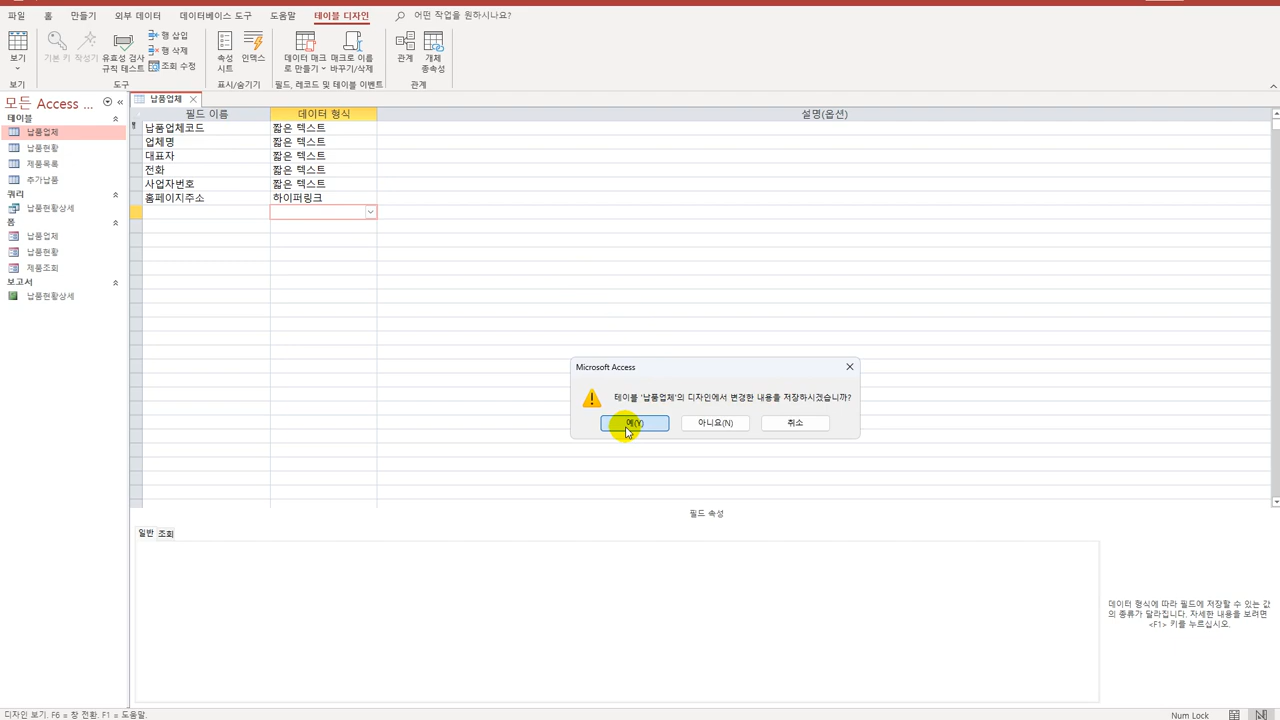 파일 홈 만들기 외부 데이터 데이터베이스 도구 도움말 테이블 디자인 어떤 작업을 원하시나요?
보기
기본 키
작성기
유효성 검사
규칙 테스트
행 삽입
행 삭제
조회 수정
속성
시트
인덱스
데이터 매크
로 만들기
매크로 이름
바꾸기/삭제
관계
개체
종속성
보기 도구 표시/숨기기 필드, 레코드 및 테이블 이벤트 관계
모든 Access ...
테이블
납품업체
납품현황
제품목록
추가납품
쿼리
납품현황상세
폼
납품업체
납품현황
제품조회
보고서
납품현황상세
납품업체
필드 이름 데이터 형식 설명(옵션)
납품업체코드 짧은 텍스트
업체명 짧은 텍스트
대표자 짧은 텍스트
전화 짧은 텍스트
사업자번호 짧은 텍스트
홈페이지주소 하이퍼링크
Microsoft Access
테이블 '납품업체'의 디자인에서 변경한 내용을 저장하시겠습니까?
예(Y) 아니요(N) 취소
필드 속성
일반 조회
데이터 형식에 따라 필드에 저장할 수 있는 값
의 종류가 달라집니다. 자세한 내용을 보려면
<F1> 키를 누르십시오.
디자인 보기. F6 = 창 전환. F1 = 도움말.
Num Lock